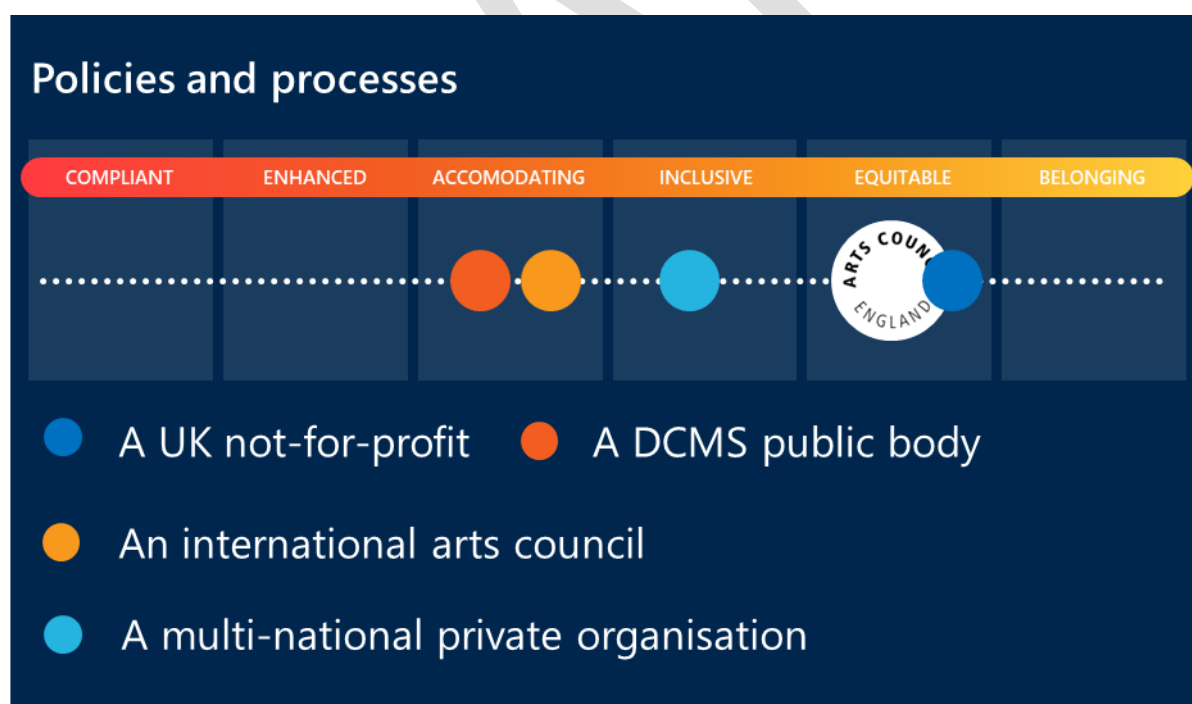 Policies and processes
COMPLIANT ENHANCED ACCOMODATING INCLUSIVE EQUITABLE BELONGING
ARTS
ENGLAND
A UK not-for-profit A DCMS public body
An international arts council
A multi-national private organisation